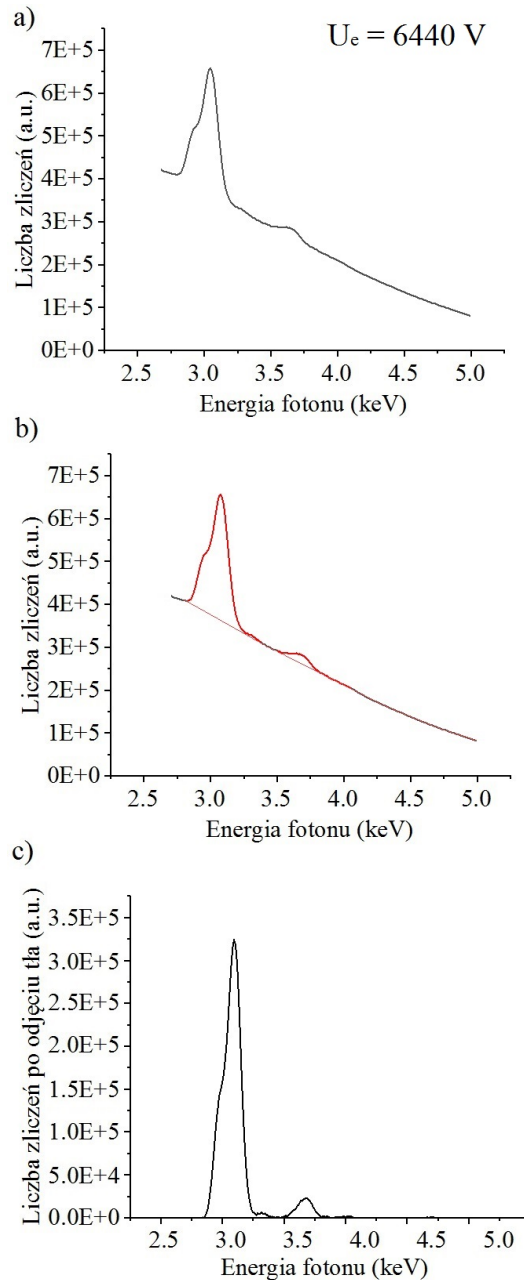 a)
Uₑ = 6440 V
7E+5
6E+5
5E+5
4E+5
3E+5
2E+5
1E+5
0E+0
Liczba zliczeń (a.u.)
2.5 3.0 3.5 4.0 4.5 5.0
Energia fotonu (keV)
b)
7E+5
6E+5
5E+5
4E+5
3E+5
2E+5
1E+5
0E+0
Liczba zliczeń (a.u.)
2.5 3.0 3.5 4.0 4.5 5.0
Energia fotonu (keV)
c)
3.5E+5
3.0E+5
2.5E+5
2.0E+5
1.5E+5
1.0E+5
5.0E+4
0.0E+0
Liczba zliczeń po odjęciu tła (a.u.)
2.5 3.0 3.5 4.0 4.5 5.0
Energia fotonu (keV)